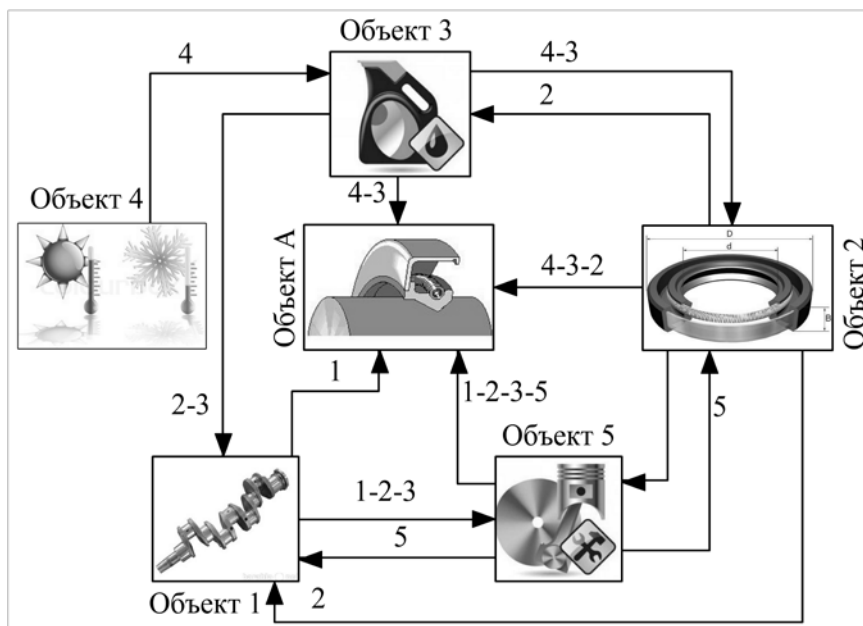 Объект 3
4
4-3
2
Объект 4
4-3
Объект А
D
d
B
4-3-2
Объект 2
2-3
1
1-2-3-5
5
Объект 5
1-2-3
5
Объект 1
2